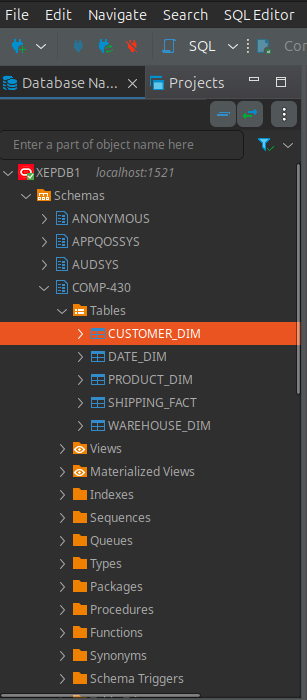 File Edit Navigate Search SQL Editor
SQL
Database Na... Projects
Enter a part of object name here
XEPDB1 localhost:1521
Schemas
ANONYMOUS
APPQOSSYS
AUDSYS
COMP-430
Tables
CUSTOMER_DIM
DATE_DIM
PRODUCT_DIM
SHIPPING_FACT
WAREHOUSE_DIM
Views
Materialized Views
Indexes
Sequences
Queues
Types
Packages
Procedures
Functions
Synonyms
Schema Triggers